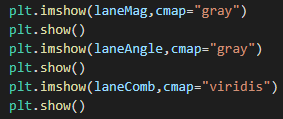 plt.imshow(laneMag,cmap="gray")
plt.show()
plt.imshow(laneAngle,cmap="gray")
plt.show()
plt.imshow(laneComb,cmap="viridis")
plt.show()